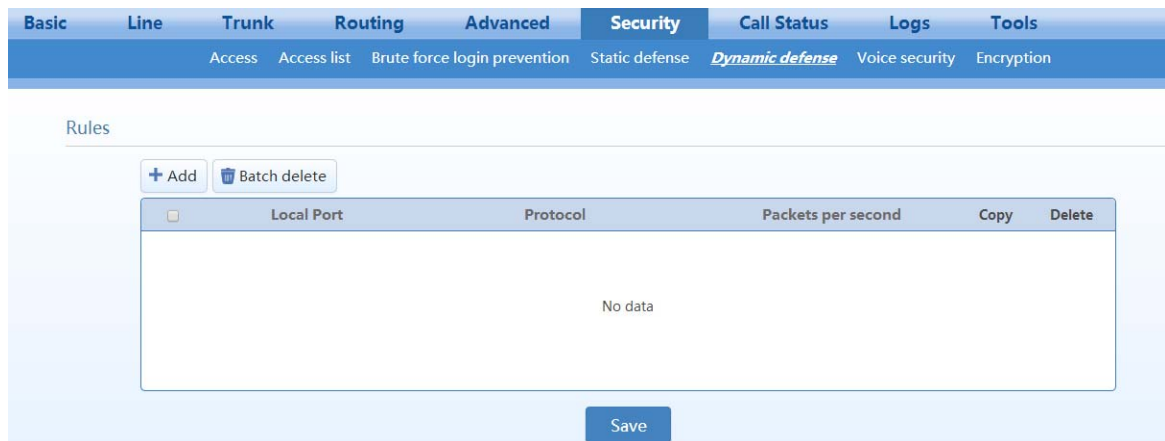 Basic Line Trunk Routing Advanced Security Call Status Logs Tools
Access Access list Brute force login prevention Static defense Dynamic defense Voice security Encryption
Rules
Add Batch delete
Local Port Protocol Packets per second Copy Delete
No data
Save